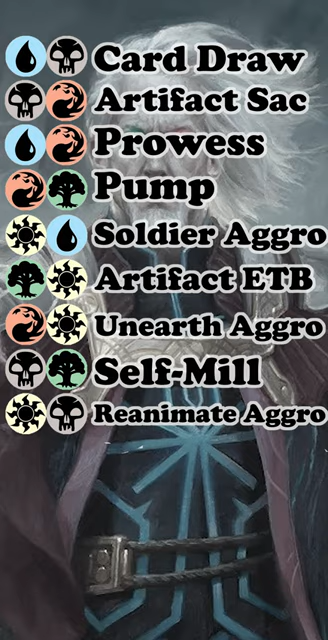 Card Draw
Artifact Sac
Prowess
Pump
Soldier Aggro
Artifact ETB
Unearth Aggro
Self-Mill
Reanimate Aggro